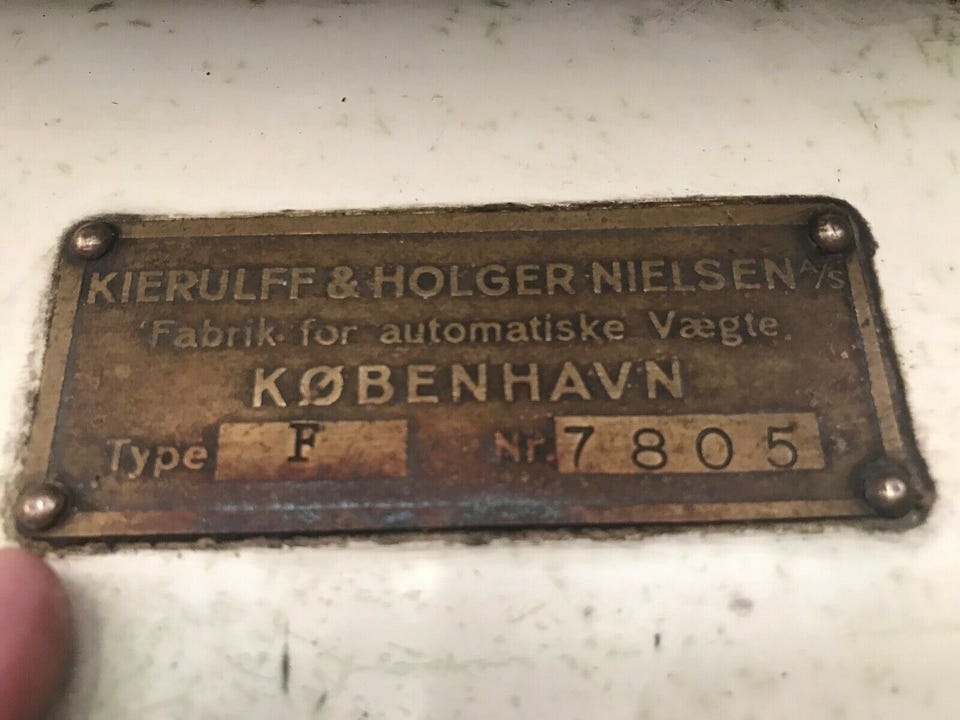 KIERULFF & HOLGER NIELSEN A/S
Fabrik for automatiske Vægte.
KØBENHAVN
Type F Nr. 7805